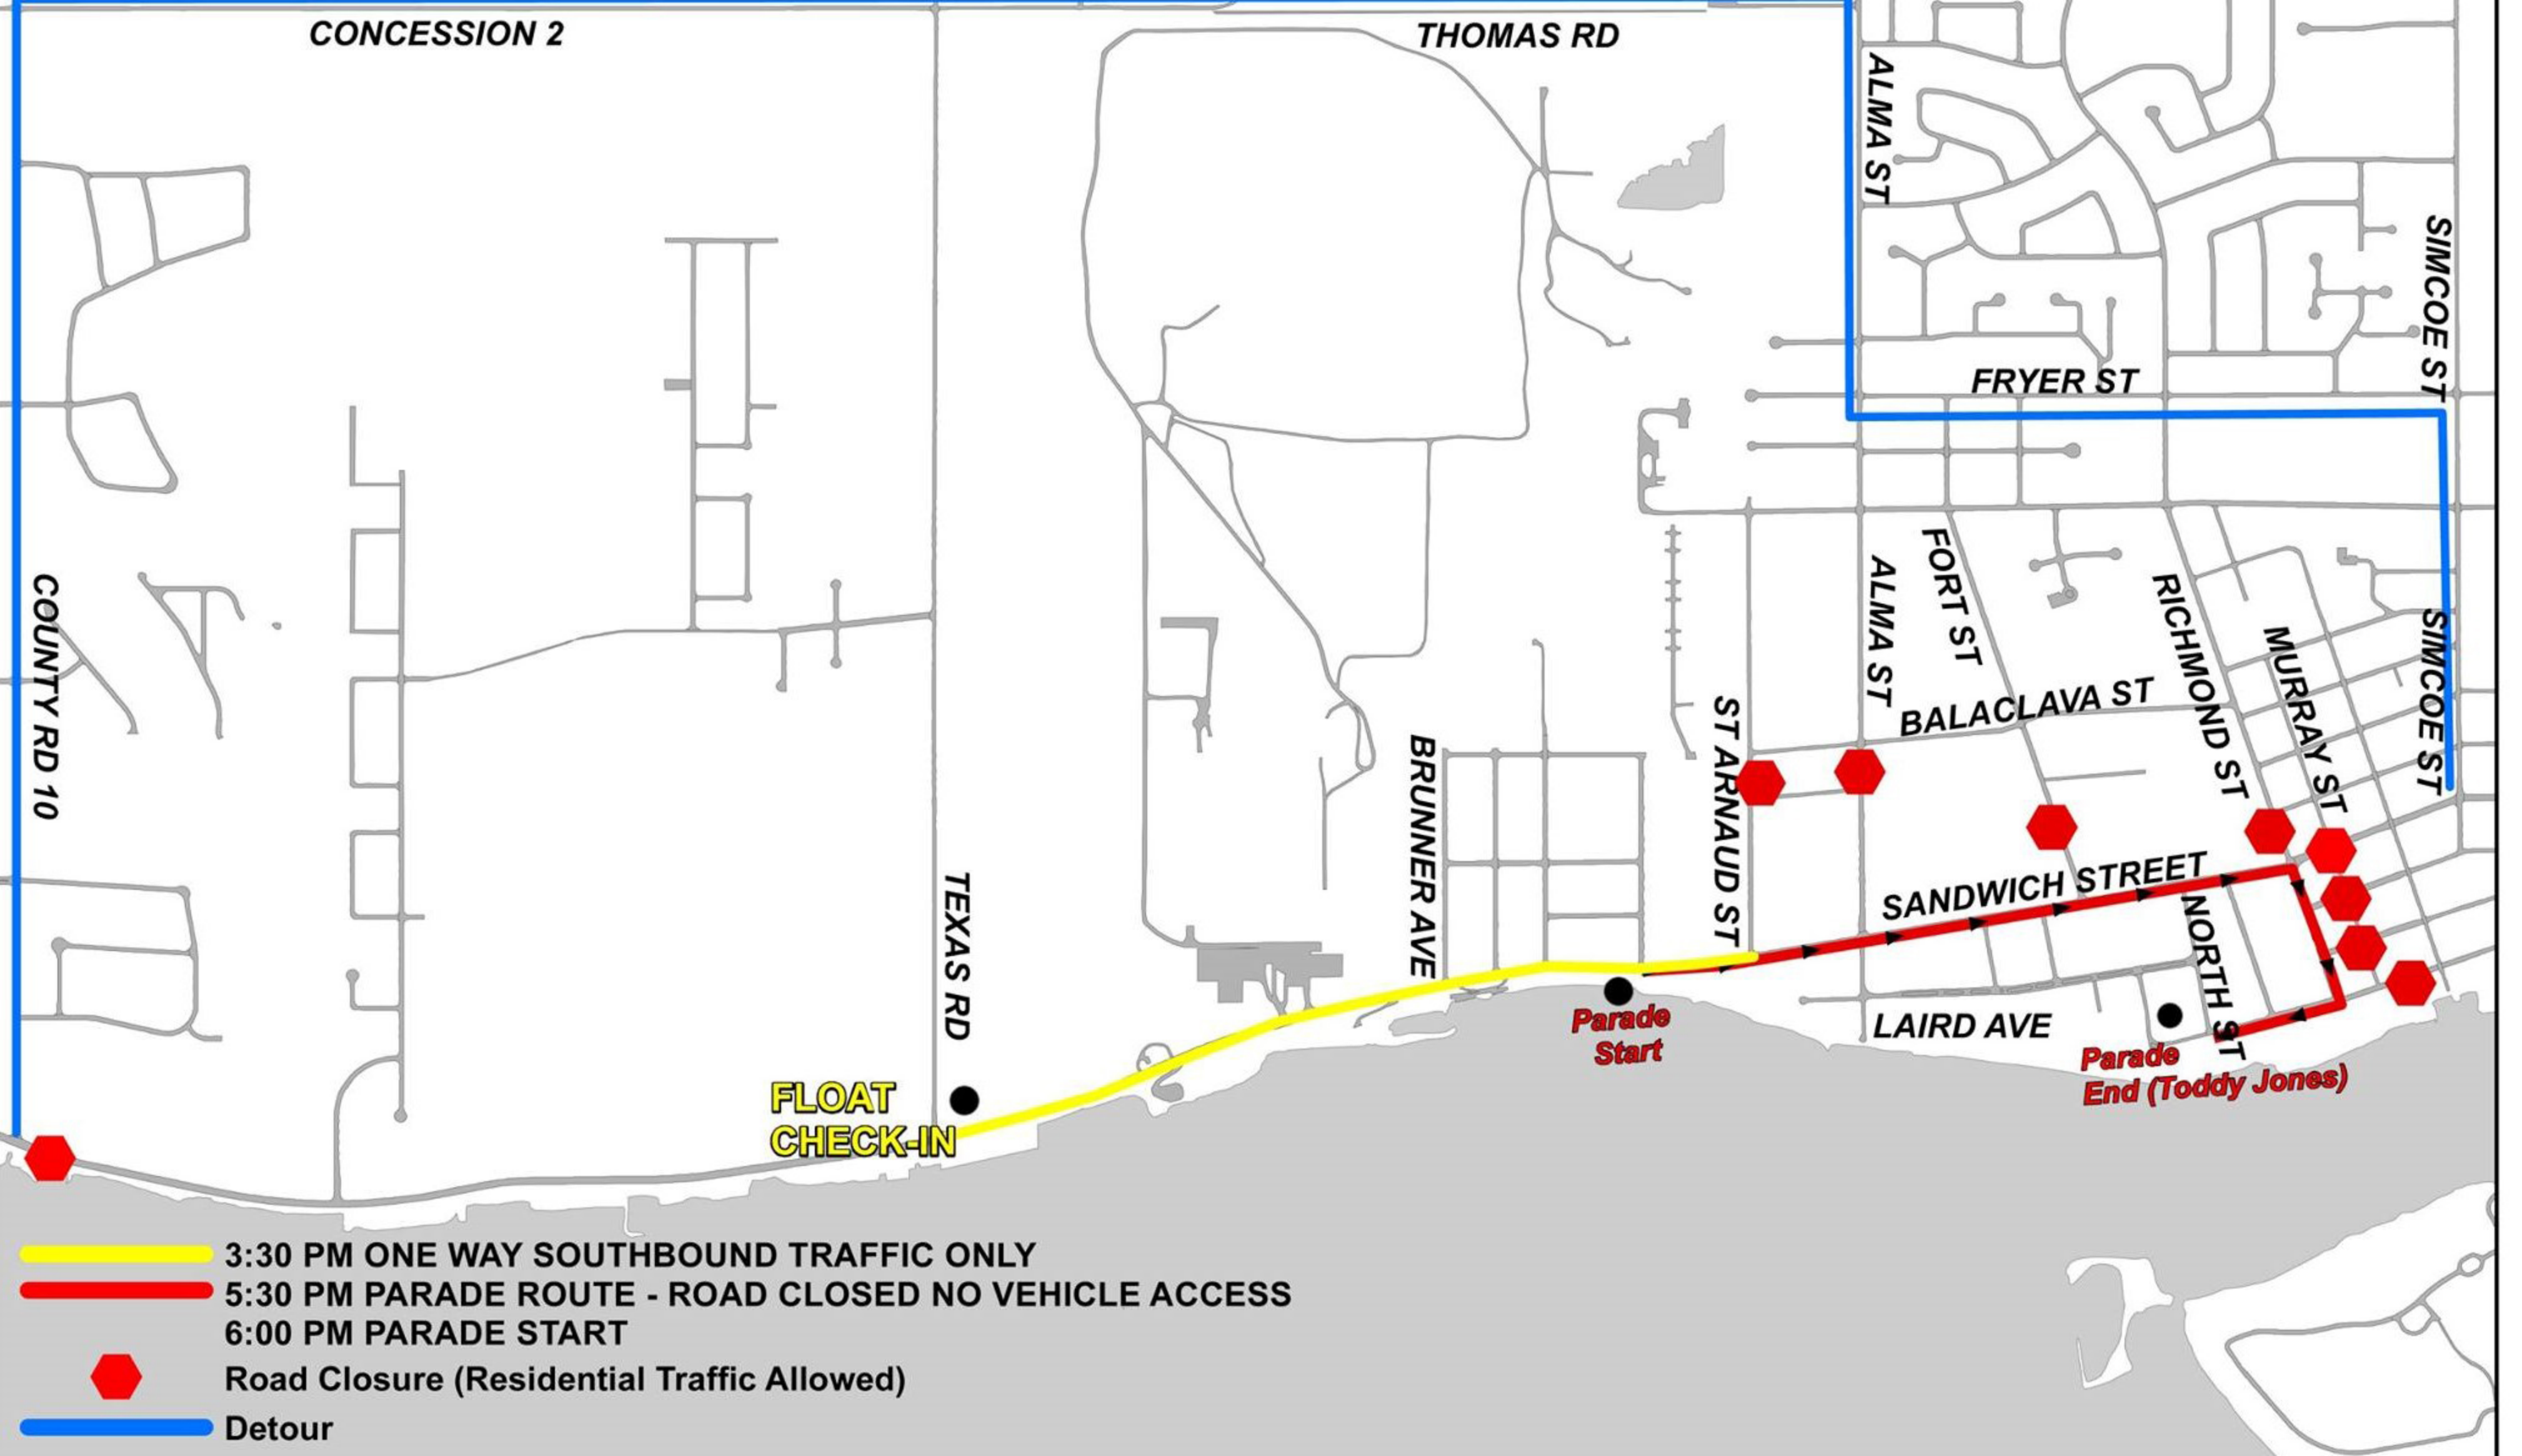 CONCESSION 2
THOMAS RD
ALMA ST
SIMCOE ST
FRYER ST
COUNTY RD 10
FORT ST
ALMA ST
RICHMOND ST
MURRAY ST
SIMCOE ST
BALACLAVA ST
ST ARNAUD ST
BRUNNER AVE
TEXAS RD
SANDWICH STREET
NORTH ST
LAIRD AVE
Parade
Start
Parade
End (Toddy Jones)
FLOAT
CHECK-IN
3:30 PM ONE WAY SOUTHBOUND TRAFFIC ONLY
5:30 PM PARADE ROUTE - ROAD CLOSED NO VEHICLE ACCESS
6:00 PM PARADE START
Road Closure (Residential Traffic Allowed)
Detour